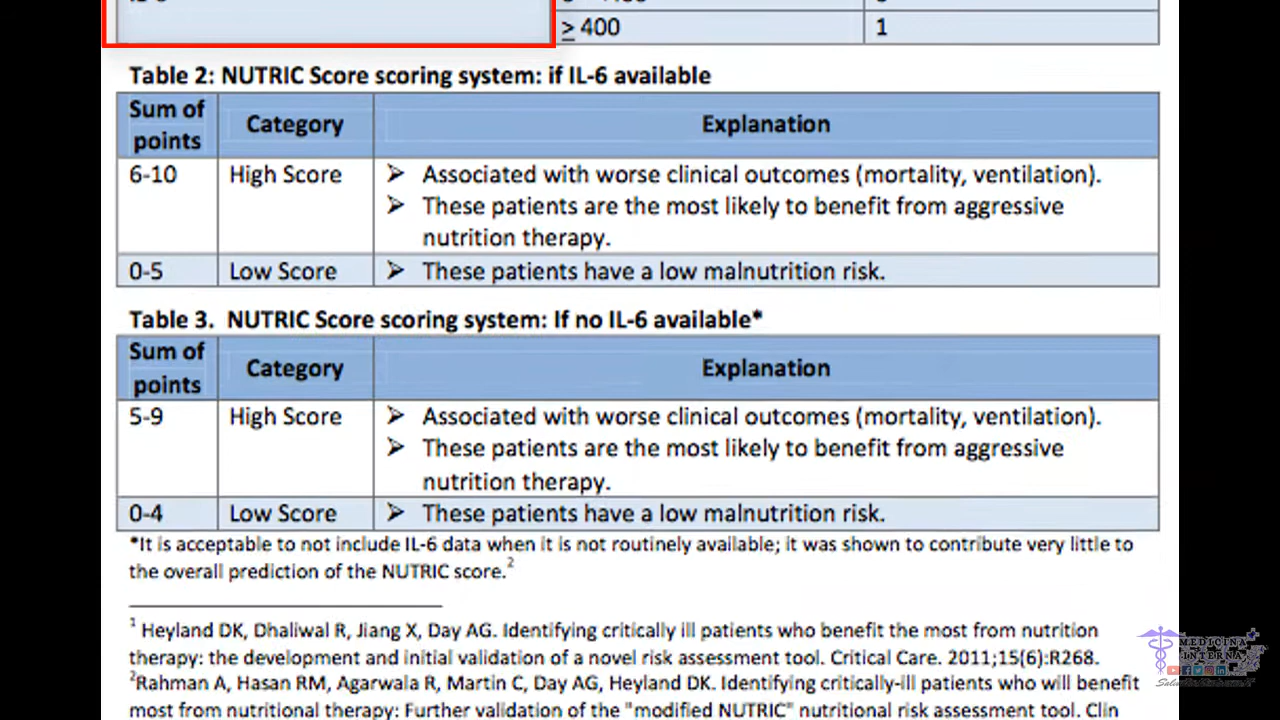 ≥ 400 1
Table 2: NUTRIC Score scoring system: if IL-6 available
Sum of points Category Explanation
6-10 High Score ➢ Associated with worse clinical outcomes (mortality, ventilation).
➢ These patients are the most likely to benefit from aggressive
nutrition therapy.
0-5 Low Score ➢ These patients have a low malnutrition risk.
Table 3. NUTRIC Score scoring system: If no IL-6 available*
Sum of points Category Explanation
5-9 High Score ➢ Associated with worse clinical outcomes (mortality, ventilation).
➢ These patients are the most likely to benefit from aggressive
nutrition therapy.
0-4 Low Score ➢ These patients have a low malnutrition risk.
*It is acceptable to not include IL-6 data when it is not routinely available; it was shown to contribute very little to
the overall prediction of the NUTRIC score.2
1 Heyland DK, Dhaliwal R, Jiang X, Day AG. Identifying critically ill patients who benefit the most from nutrition
therapy: the development and initial validation of a novel risk assessment tool. Critical Care. 2011;15(6):R268.
2Rahman A, Hasan RM, Agarwala R, Martin C, Day AG, Heyland DK. Identifying critically-ill patients who will benefit
most from nutritional therapy: Further validation of the "modified NUTRIC" nutritional risk assessment tool. Clin
MEDICINA
INTERNA